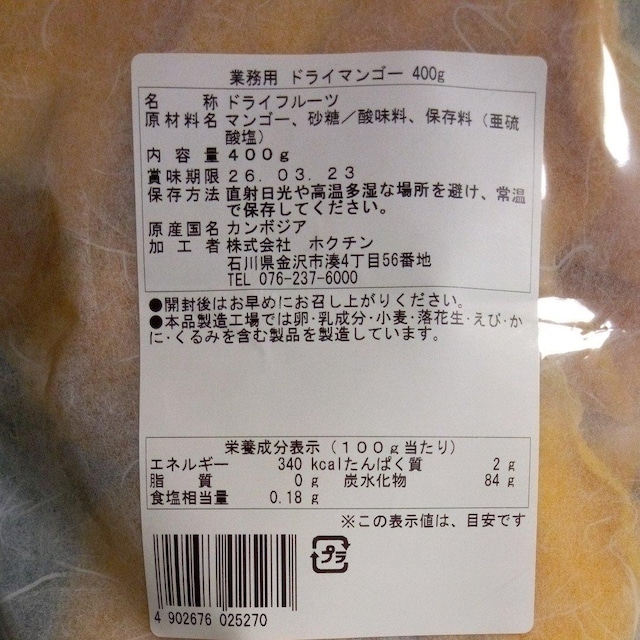 業務用 ドライマンゴー 400g
名称 ドライフルーツ
原材料名 マンゴー、砂糖／酸味料、保存料（亜硫
酸塩）
内容量 400g
賞味期限 26. 03. 23
保存方法 直射日光や高温多湿な場所を避け、常温
で保存してください。
原産国名 カンボジア
加工者 株式会社 ホクチン
石川県金沢市湊4丁目56番地
TEL 076-237-6000
●開封後はお早めにお召し上がりください。
●本品製造工場では卵・乳成分・小麦・落花生・えび・か
に・くるみを含む製品を製造しています。
栄養成分表示（100g当たり）
エネルギー 340 kcal たんぱく質 2 g
脂質 0 g 炭水化物 84 g
食塩相当量 0.18 g
※この表示値は、目安です
プラ
4 902676 025270